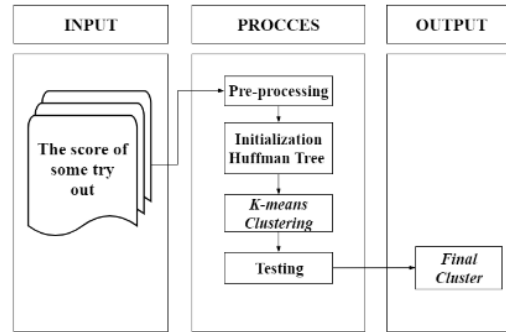 INPUT
PROCCES
OUTPUT
The score of
some try
out
Pre-processing
Initialization
Huffman Tree
K-means
Clustering
Testing
Final
Cluster